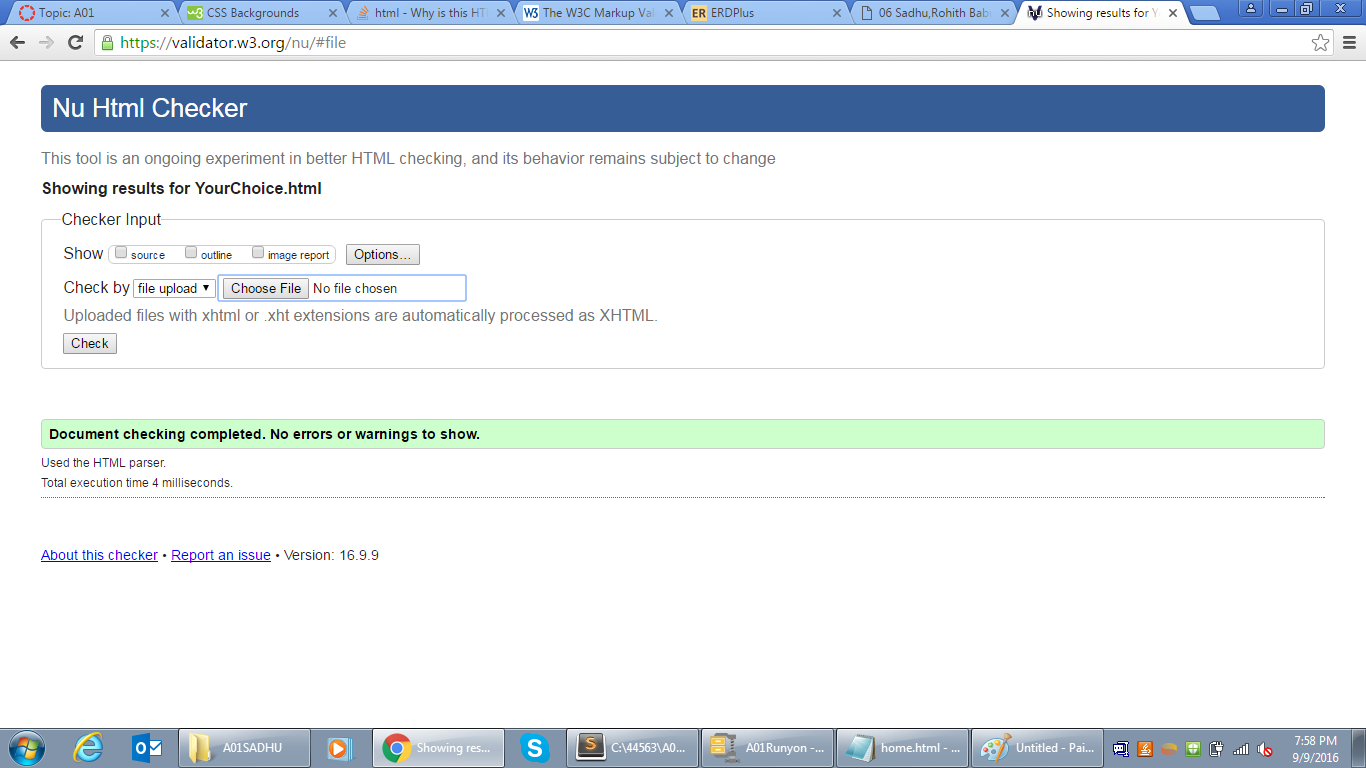 Topic: A01
CSS Backgrounds
html - Why is this HT
The W3C Markup Val
ERDPlus
06 Sadhu,Rohith Bab
Showing results for Y
https://validator.w3.org/nu/#file
Nu Html Checker
This tool is an ongoing experiment in better HTML checking, and its behavior remains subject to change
Showing results for YourChoice.html
Checker Input
Show source outline image report Options...
Check by file upload Choose File No file chosen
Uploaded files with xhtml or .xht extensions are automatically processed as XHTML.
Check
Document checking completed. No errors or warnings to show.
Used the HTML parser.
Total execution time 4 milliseconds.
About this checker • Report an issue • Version: 16.9.9
A01SADHU
Showing res...
C:\44563\A0...
A01Runyon -...
home.html - ...
Untitled - Pai...
7:58 PM
9/9/2016